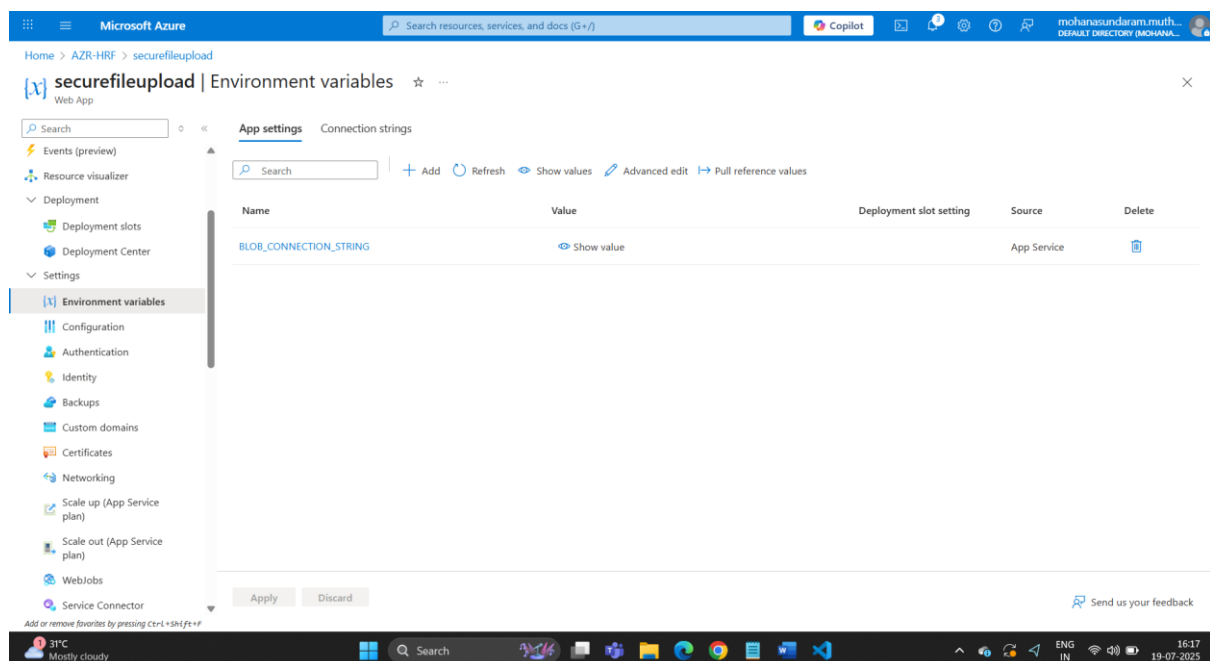 Microsoft Azure
Search resources, services, and docs (G+/)
Copilot
mohanasundaram.muth...
DEFAULT DIRECTORY (MOHANA...
Home > AZR-HRF > securefileupload
securefileupload | Environment variables
Web App
Search
Events (preview)
Resource visualizer
Deployment
Deployment slots
Deployment Center
Settings
Environment variables
Configuration
Authentication
Identity
Backups
Custom domains
Certificates
Networking
Scale up (App Service
plan)
Scale out (App Service
plan)
WebJobs
Service Connector
Add or remove favorites by pressing Ctrl+Shift+F
App settings Connection strings
Search
Add Refresh Show values Advanced edit Pull reference values
Name Value Deployment slot setting Source Delete
BLOB_CONNECTION_STRING Show value App Service
Apply Discard
Send us your feedback
1
31°C
Mostly cloudy
Search
ENG
IN
16:17
19-07-2025